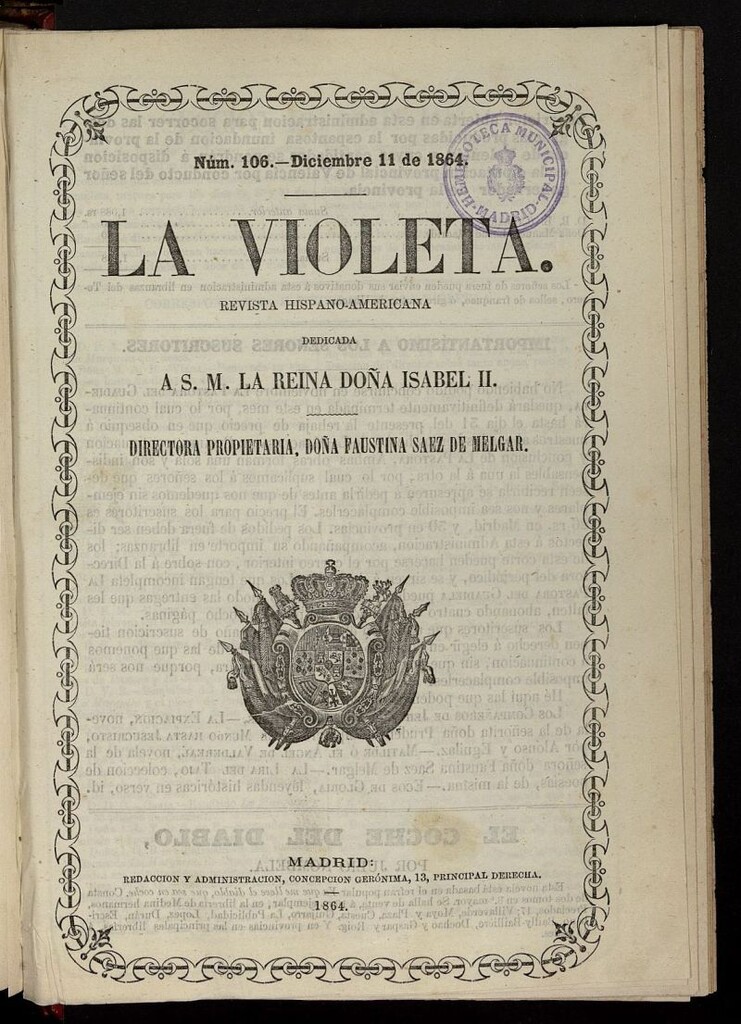 Núm. 106.—Diciembre 11 de 1864.
HEMEROTECA MUNICIPAL
·MADRID·
LA VIOLETA.
REVISTA HISPANO-AMERICANA
DEDICADA
A S. M. LA REINA DOÑA ISABEL II.
DIRECTORA PROPIETARIA, DOÑA FAUSTINA SAEZ DE MELGAR.
MADRID:
REDACCION Y ADMINISTRACION, CONCEPCION GERÓNIMA, 13, PRINCIPAL DERECHA.
1864.